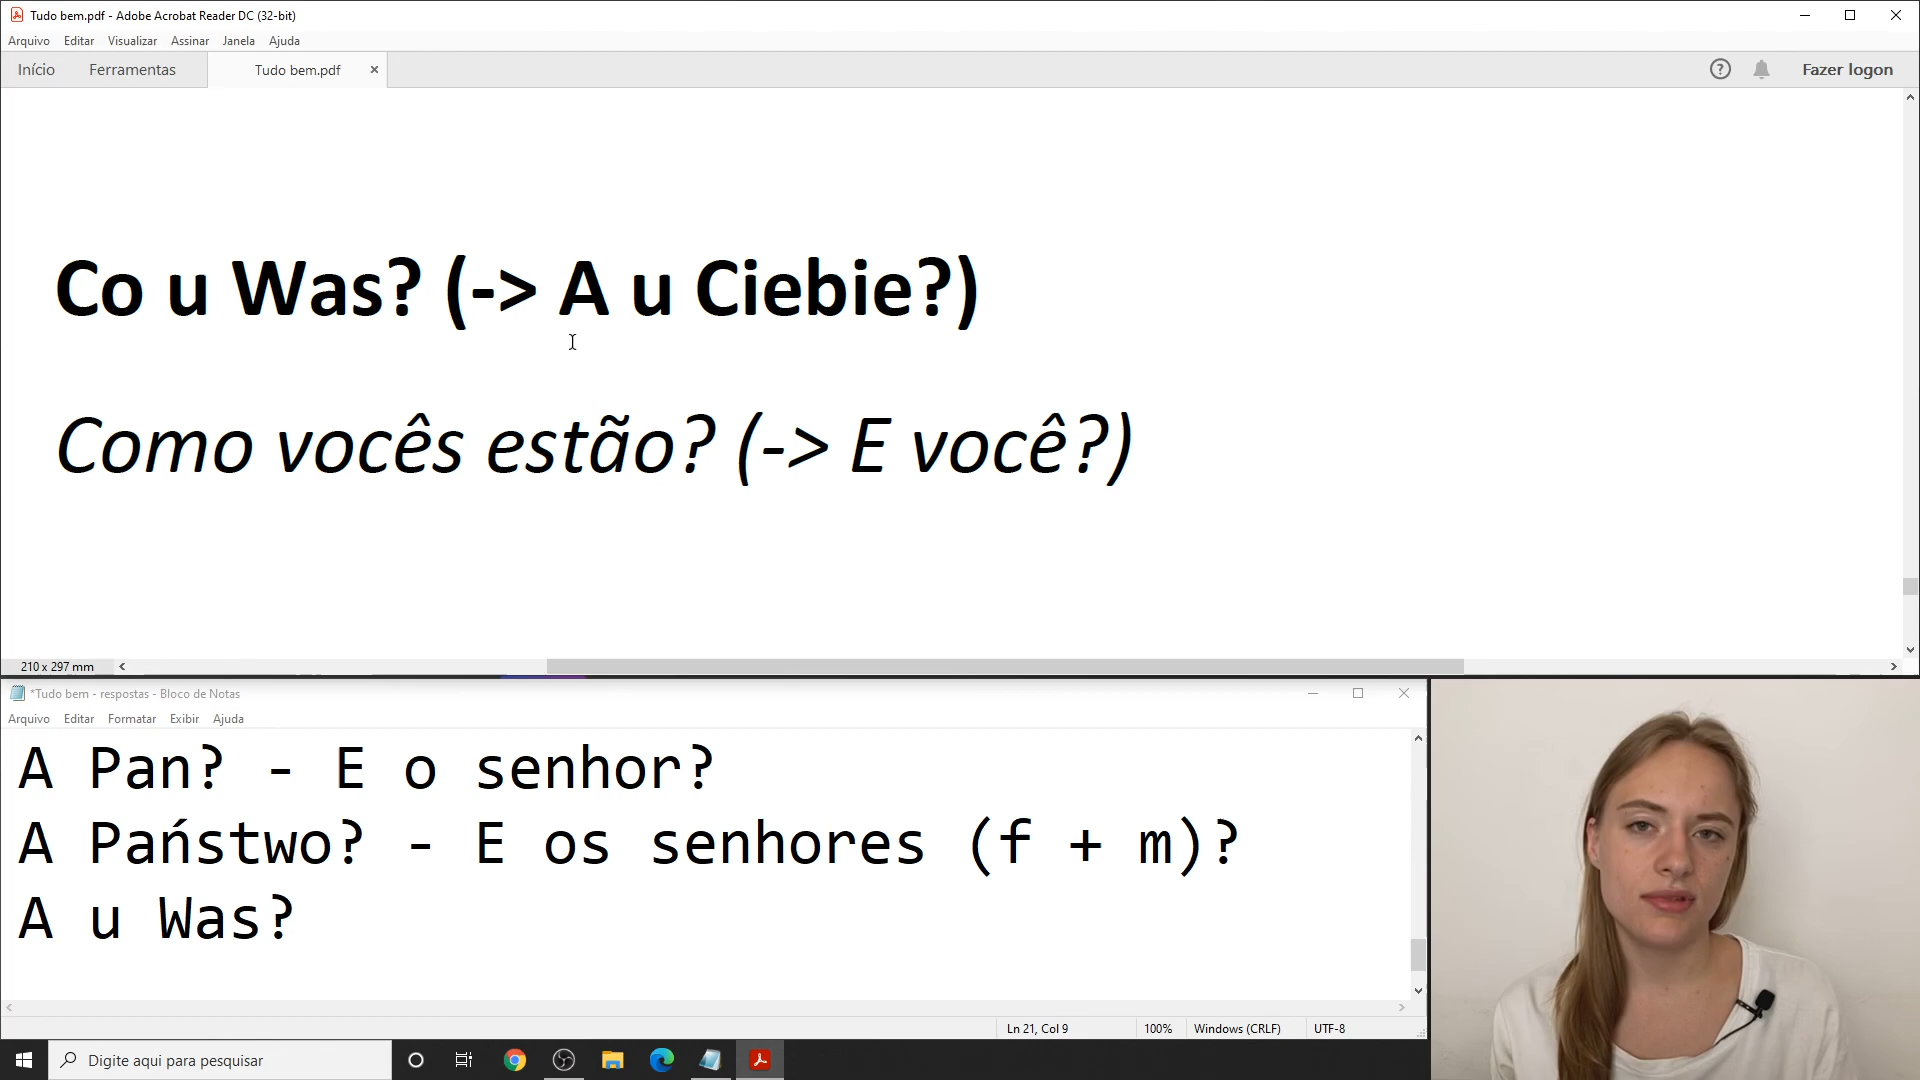 Tudo bem.pdf - Adobe Acrobat Reader DC (32-bit)
Arquivo Editar Visualizar Assinar Janela Ajuda
Início Ferramentas Tudo bem.pdf Fazer logon
Co u Was? (-> A u Ciebie?)
Como vocês estão? (-> E você?)
210 x 297 mm
*Tudo bem - respostas - Bloco de Notas
Arquivo Editar Formatar Exibir Ajuda
A Pan? - E o senhor?
A Państwo? - E os senhores (f + m)?
A u Was?
Ln 21, Col 9 100% Windows (CRLF) UTF-8
Digite aqui para pesquisar